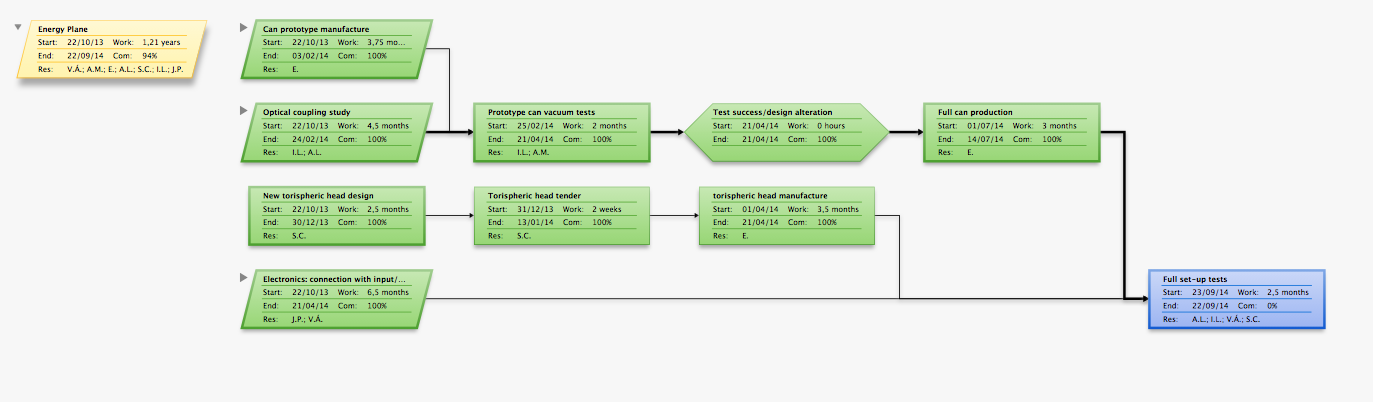 Energy Plane
Start: 22/10/13 Work: 1,21 years
End: 22/09/14 Com: 94%
Res: V.Á.; A.M.; E.; A.L.; S.C.; I.L.; J.P.
Can prototype manufacture
Start: 22/10/13 Work: 3,75 mo...
End: 03/02/14 Com: 100%
Res: E.
Optical coupling study
Start: 22/10/13 Work: 4,5 months
End: 24/02/14 Com: 100%
Res: I.L.; A.L.
Prototype can vacuum tests
Start: 25/02/14 Work: 2 months
End: 21/04/14 Com: 100%
Res: I.L.; A.M.
Test success/design alteration
Start: 21/04/14 Work: 0 hours
End: 21/04/14 Com: 100%
Full can production
Start: 01/07/14 Work: 3 months
End: 14/07/14 Com: 100%
Res: E.
New torispheric head design
Start: 22/10/13 Work: 2,5 months
End: 30/12/13 Com: 100%
Res: S.C.
Torispheric head tender
Start: 31/12/13 Work: 2 weeks
End: 13/01/14 Com: 100%
Res: S.C.
torispheric head manufacture
Start: 01/04/14 Work: 3,5 months
End: 21/04/14 Com: 100%
Res: E.
Electronics: connection with input/...
Start: 22/10/13 Work: 6,5 months
End: 21/04/14 Com: 100%
Res: J.P.; V.Á.
Full set-up tests
Start: 23/09/14 Work: 2,5 months
End: 22/09/14 Com: 0%
Res: A.L.; I.L.; V.Á.; S.C.